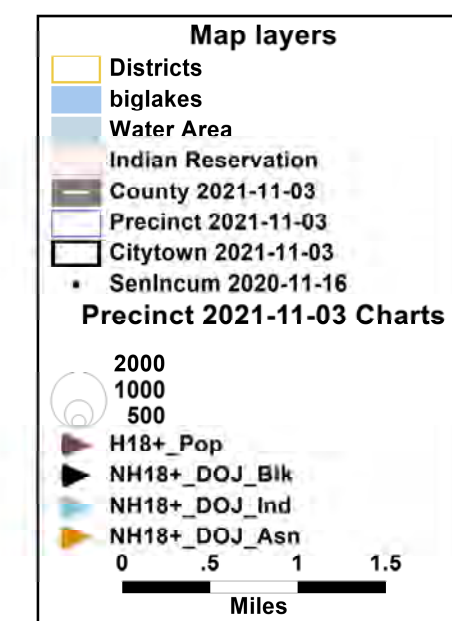 Map layers
Districts
biglakes
Water Area
Indian Reservation
County 2021-11-03
Precinct 2021-11-03
Citytown 2021-11-03
SenIncum 2020-11-16
Precinct 2021-11-03 Charts
2000
1000
500
H18+_Pop
NH18+_DOJ_Blk
NH18+_DOJ_Ind
NH18+_DOJ_Asn
0 .5 1 1.5
Miles